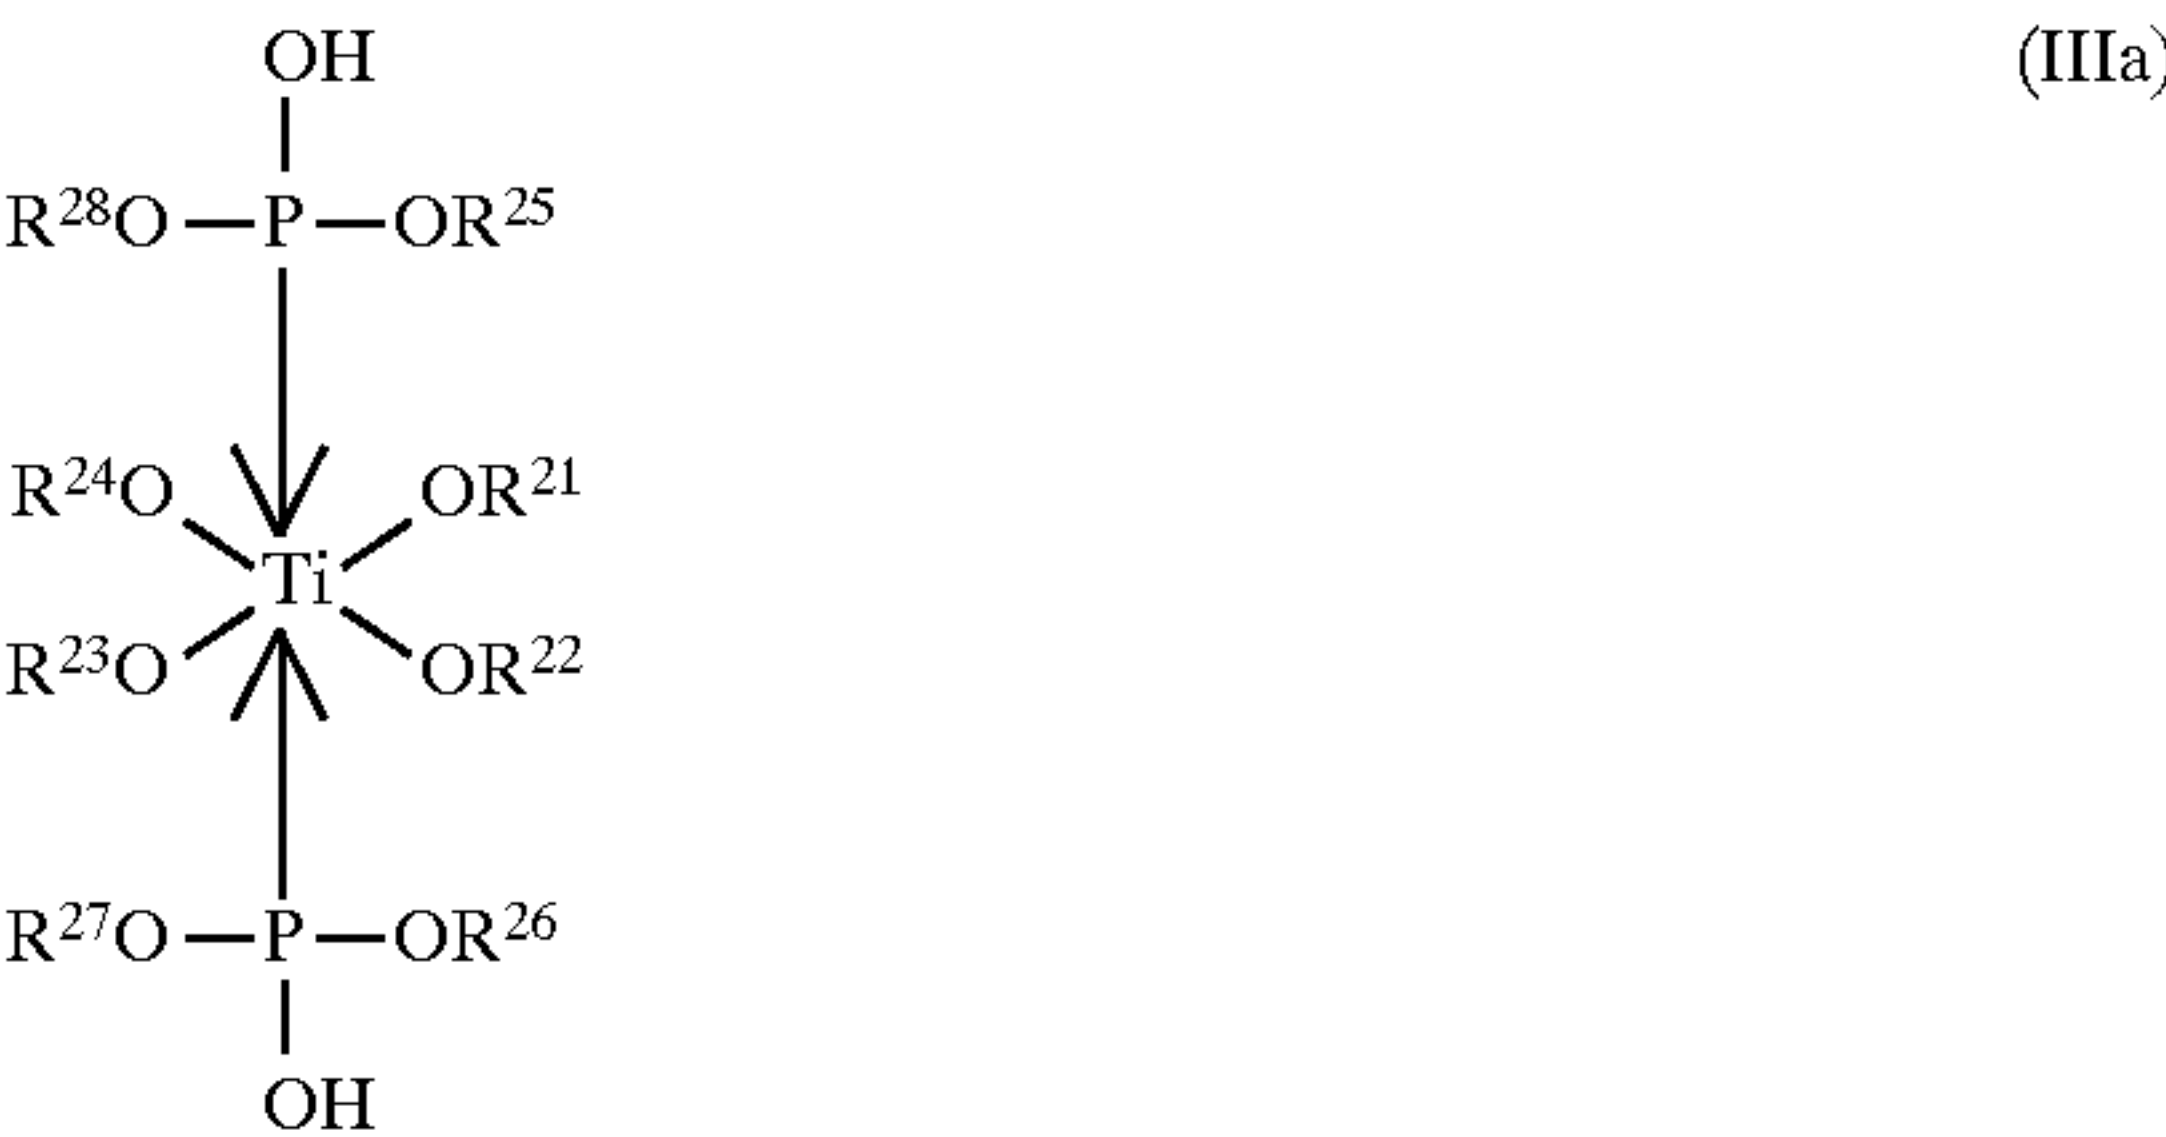 OH (IIIa)
R²⁸O—P—OR²⁵
R²⁴O OR²¹
Ti
R²³O OR²²
R²⁷O—P—OR²⁶
OH